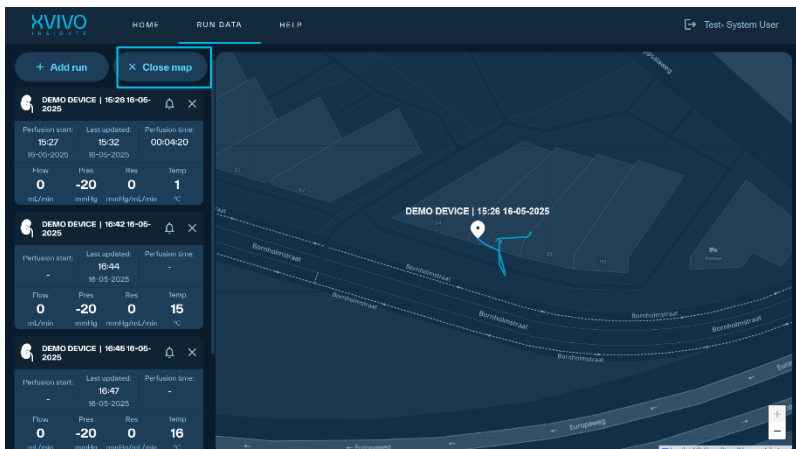 XVIVO
INSIGHTS
HOME
RUN DATA
HELP
Test- System User
+ Add run
× Close map
DEMO DEVICE | 15:26 16-05-
2025
Perfusion start: Last updated: Perfusion time:
15:27 15:32 00:04:20
16-05-2025 16-05-2025
Flow Pres Res Temp
0 -20 0 1
mL/min mmHg mmHg/mL/min °C
DEMO DEVICE | 16:42 16-05-
2025
Perfusion start: Last updated: Perfusion time:
- 16:44 -
16-05-2025
Flow Pres Res Temp
0 -20 0 15
mL/min mmHg mmHg/mL/min °C
DEMO DEVICE | 16:46 16-05-
2025
Perfusion start: Last updated: Perfusion time:
- 16:47 -
16-05-2025
Flow Pres Res Temp
0 -20 0 16
mL/min mmHg mmHg/mL/min °C
DEMO DEVICE | 15:26 16-05-2025
Bornholmstraat
Bornholmstraat
Bornholmstraat
Bornholmstraat
Bornholmstraat
Bornholmstraat
Bornholmstraat
Europaweg
Europaweg
+
−